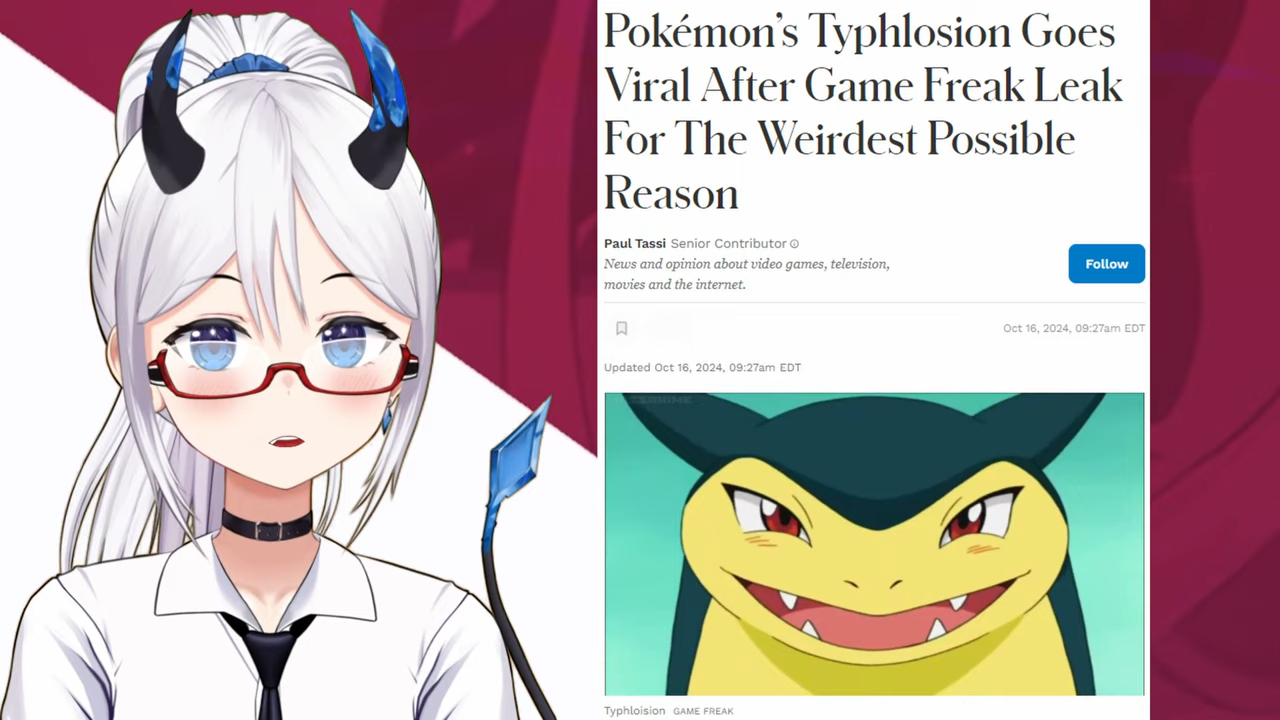 Pokémon's Typhlosion Goes
Viral After Game Freak Leak
For The Weirdest Possible
Reason
Paul Tassi Senior Contributor
News and opinion about video games, television,
movies and the internet.
Follow
Oct 16, 2024, 09:27am EDT
Updated Oct 16, 2024, 09:27am EDT
Typhloision GAME FREAK